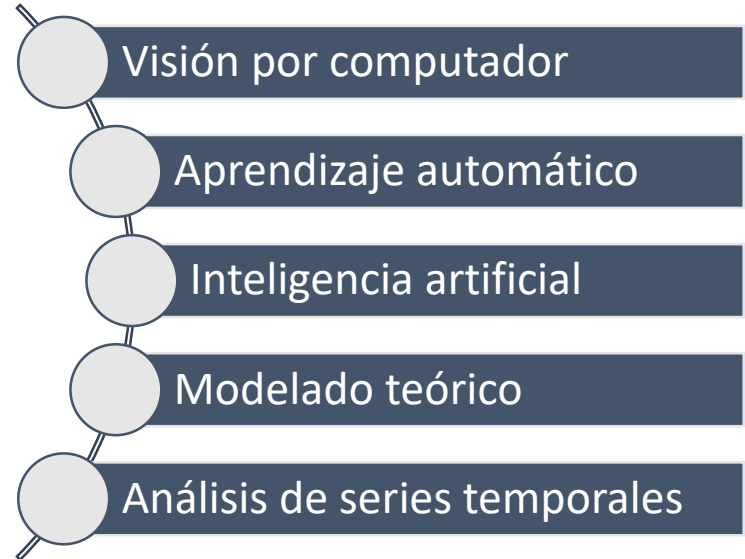 Visión por computador
Aprendizaje automático
Inteligencia artificial
Modelado teórico
Análisis de series temporales